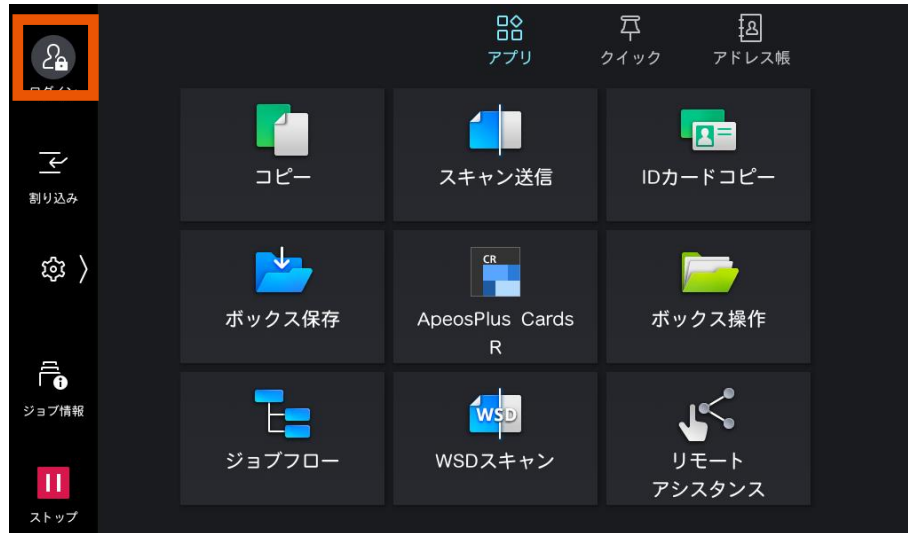 アプリ
クイック
アドレス帳
ログイン
割り込み
ジョブ情報
ストップ
コピー
スキャン送信
IDカードコピー
ボックス保存
CR
ApeosPlus Cards
R
ボックス操作
ジョブフロー
WSD
WSDスキャン
リモート
アシスタンス